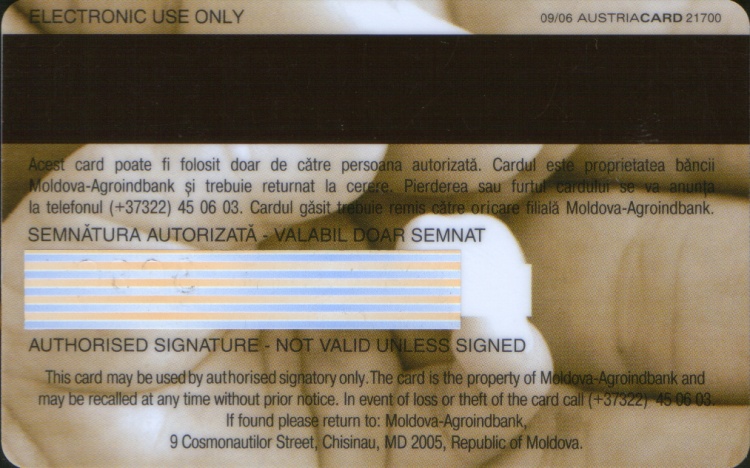 ELECTRONIC USE ONLY
09/06 AUSTRIACARD 21700
Acest card poate fi folosit doar de către persoana autorizată. Cardul este proprietatea băncii
Moldova-Agroindbank și trebuie returnat la cerere. Pierderea sau furtul cardului se va anunța
la telefonul (+37322) 45 06 03. Cardul găsit trebuie remis către oricare filială Moldova-Agroindbank.
SEMNĂTURA AUTORIZATĂ - VALABIL DOAR SEMNAT
AUTHORISED SIGNATURE - NOT VALID UNLESS SIGNED
This card may be used by authorised signatory only. The card is the property of Moldova-Agroindbank and
may be recalled at any time without prior notice. In event of loss or theft of the card call (+37322) 45 06 03.
If found please return to: Moldova-Agroindbank,
9 Cosmonautilor Street, Chisinau, MD 2005, Republic of Moldova.